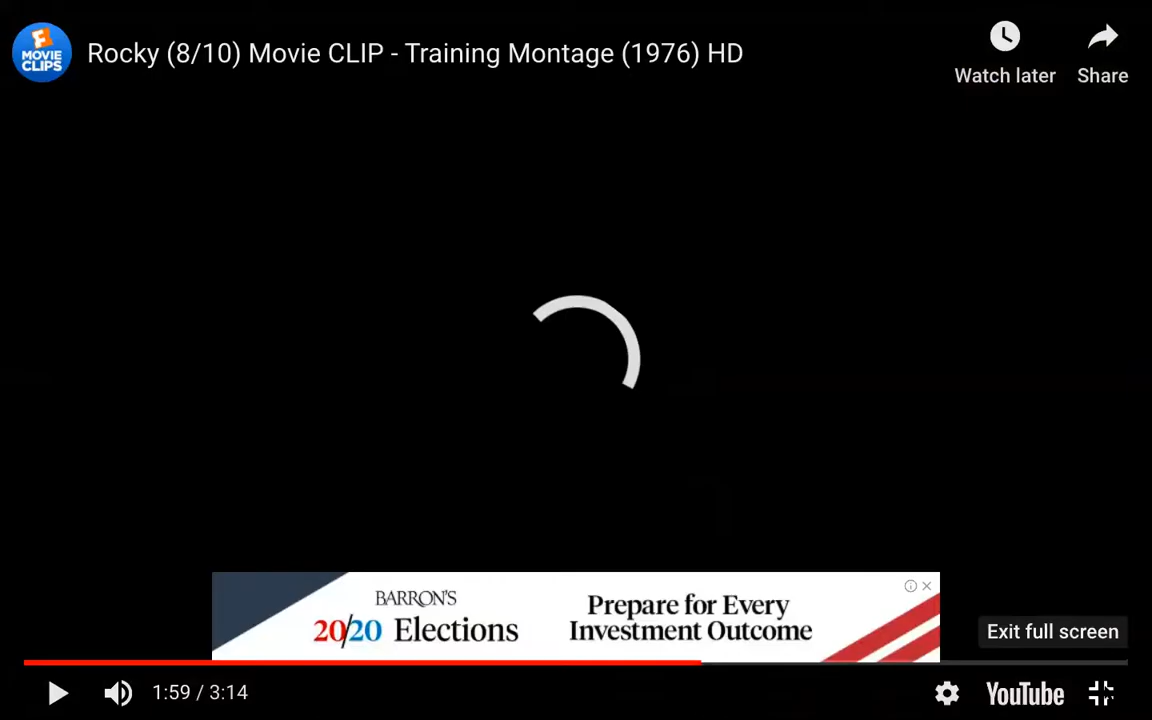 MOVIE
CLIPS
Rocky (8/10) Movie CLIP - Training Montage (1976) HD
Watch later
Share
BARRON'S
20/20 Elections
Prepare for Every
Investment Outcome
Exit full screen
1:59 / 3:14
YouTube